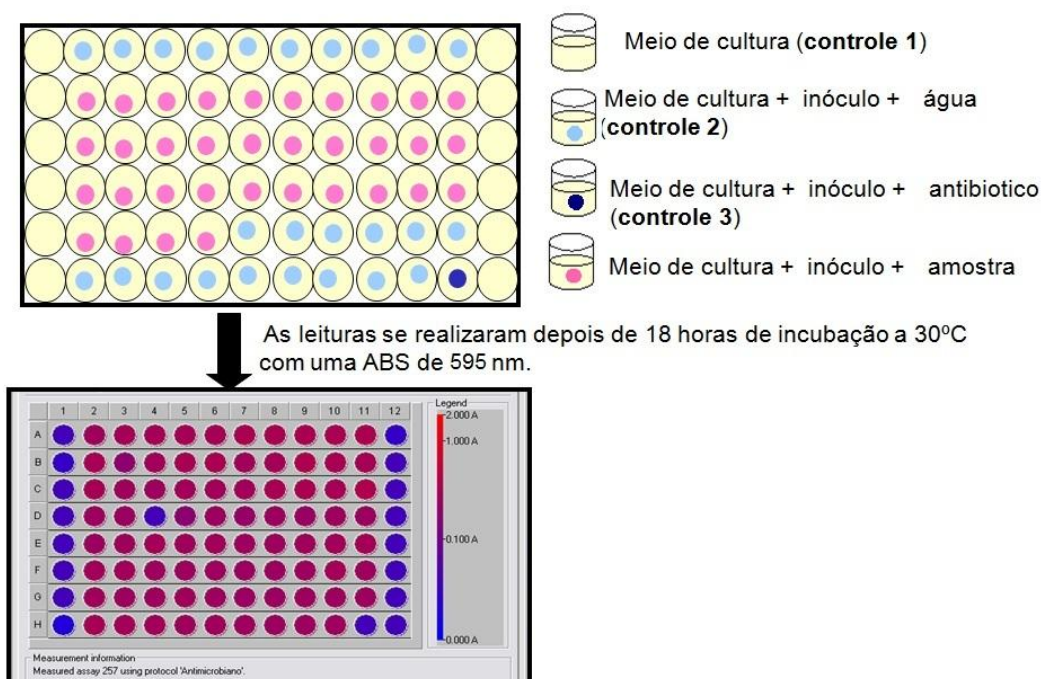 Meio de cultura (controle 1)
Meio de cultura + inóculo + água
(controle 2)
Meio de cultura + inóculo + antibiotico
(controle 3)
Meio de cultura + inóculo + amostra
As leituras se realizaram depois de 18 horas de incubação a 30ºC
com uma ABS de 595 nm.
1 2 3 4 5 6 7 8 9 10 11 12
A
B
C
D
E
F
G
H
Legend
2.000 A
1.000 A
0.100 A
0.000 A
Measurement information
Measured assay 257 using protocol 'Antimicrobiano'.